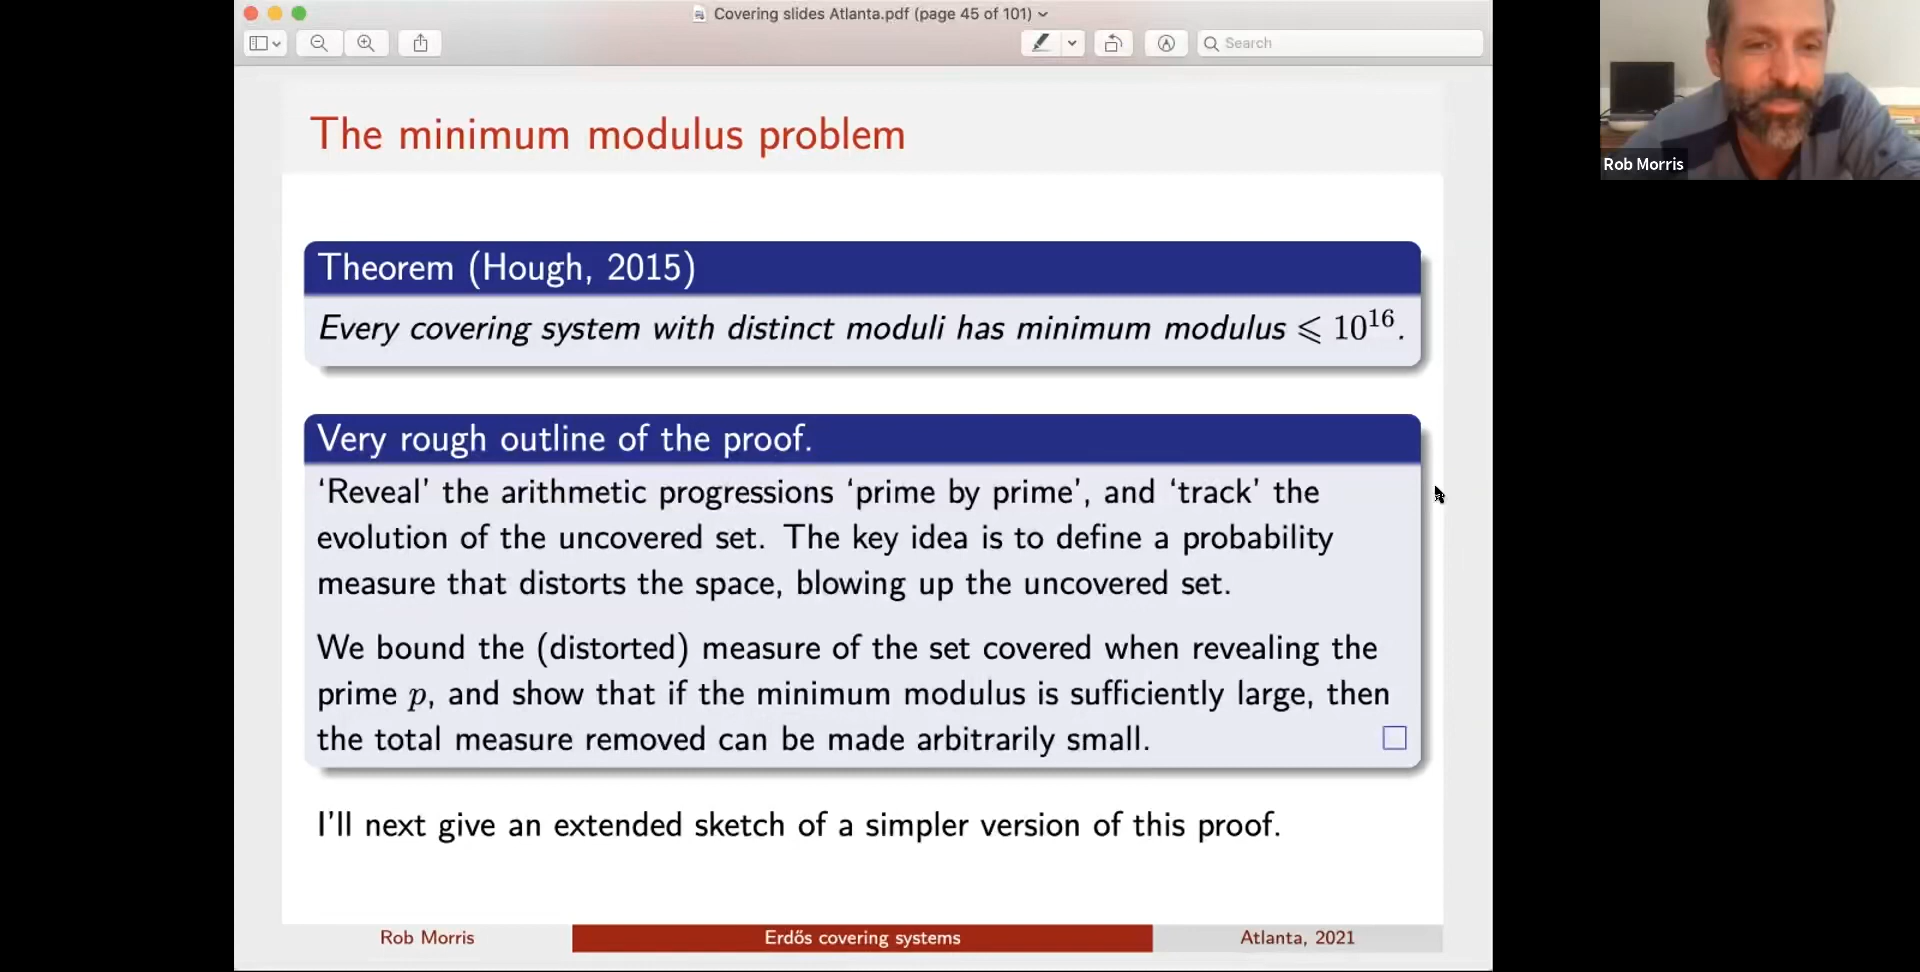 Covering slides Atlanta.pdf (page 45 of 101)
Search
The minimum modulus problem
Theorem (Hough, 2015)
Every covering system with distinct moduli has minimum modulus ⩽ 10¹⁶.
Very rough outline of the proof.
‘Reveal’ the arithmetic progressions ‘prime by prime’, and ‘track’ the
evolution of the uncovered set. The key idea is to define a probability
measure that distorts the space, blowing up the uncovered set.
We bound the (distorted) measure of the set covered when revealing the
prime p, and show that if the minimum modulus is sufficiently large, then
the total measure removed can be made arbitrarily small.
I’ll next give an extended sketch of a simpler version of this proof.
Rob Morris
Erdős covering systems
Atlanta, 2021
Rob Morris